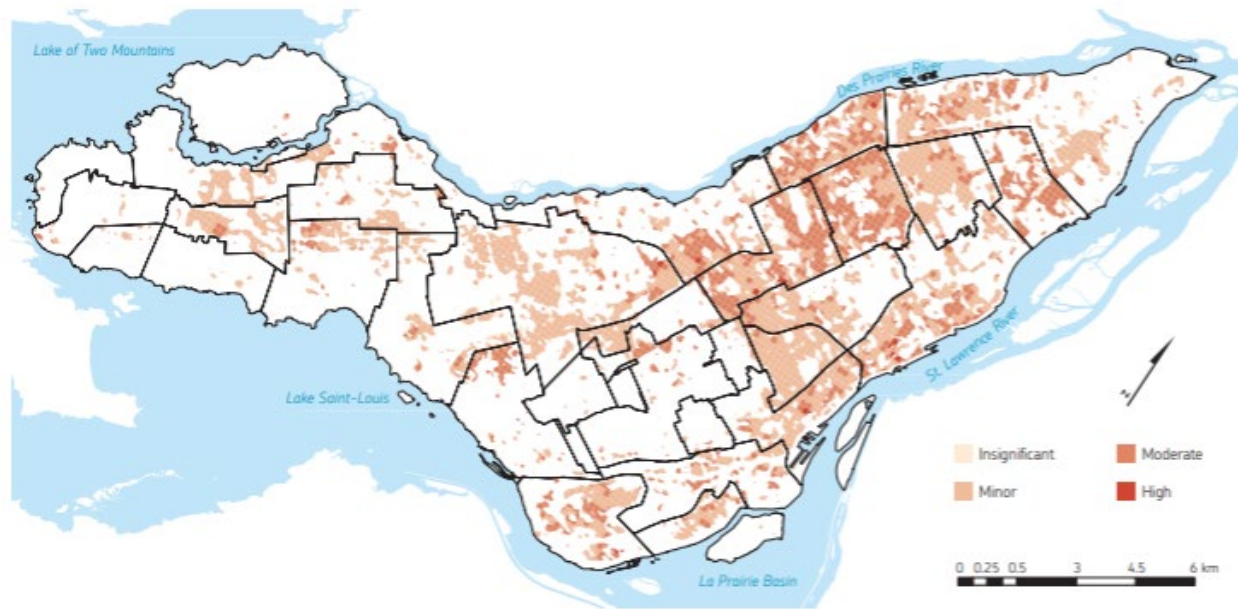 Lake of Two Mountains
Des Prairies River
St. Lawrence River
Lake Saint-Louis
La Prairie Basin
N
Insignificant
Moderate
Minor
High
0 0.25 0.5 3 4.5 6 km